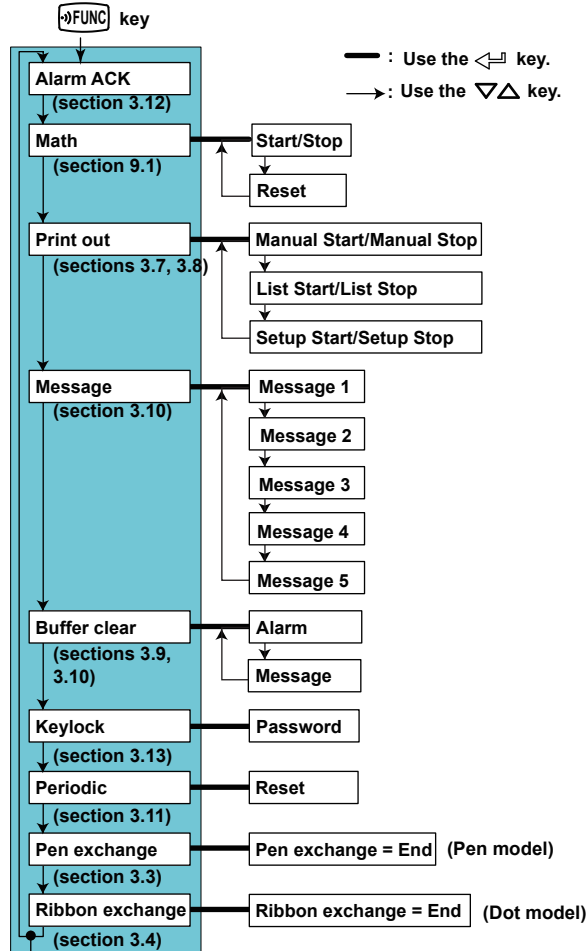 FUNC key
: Use the key.
: Use the key.
Alarm ACK
(section 3.12)
Math
Start/Stop
(section 9.1)
Reset
Print out
Manual Start/Manual Stop
(sections 3.7, 3.8)
List Start/List Stop
Setup Start/Setup Stop
Message
Message 1
(section 3.10)
Message 2
Message 3
Message 4
Message 5
Buffer clear
Alarm
(sections 3.9,
3.10)
Message
Keylock
Password
(section 3.13)
Periodic
Reset
(section 3.11)
Pen exchange
Pen exchange = End (Pen model)
(section 3.3)
Ribbon exchange
Ribbon exchange = End (Dot model)
(section 3.4)